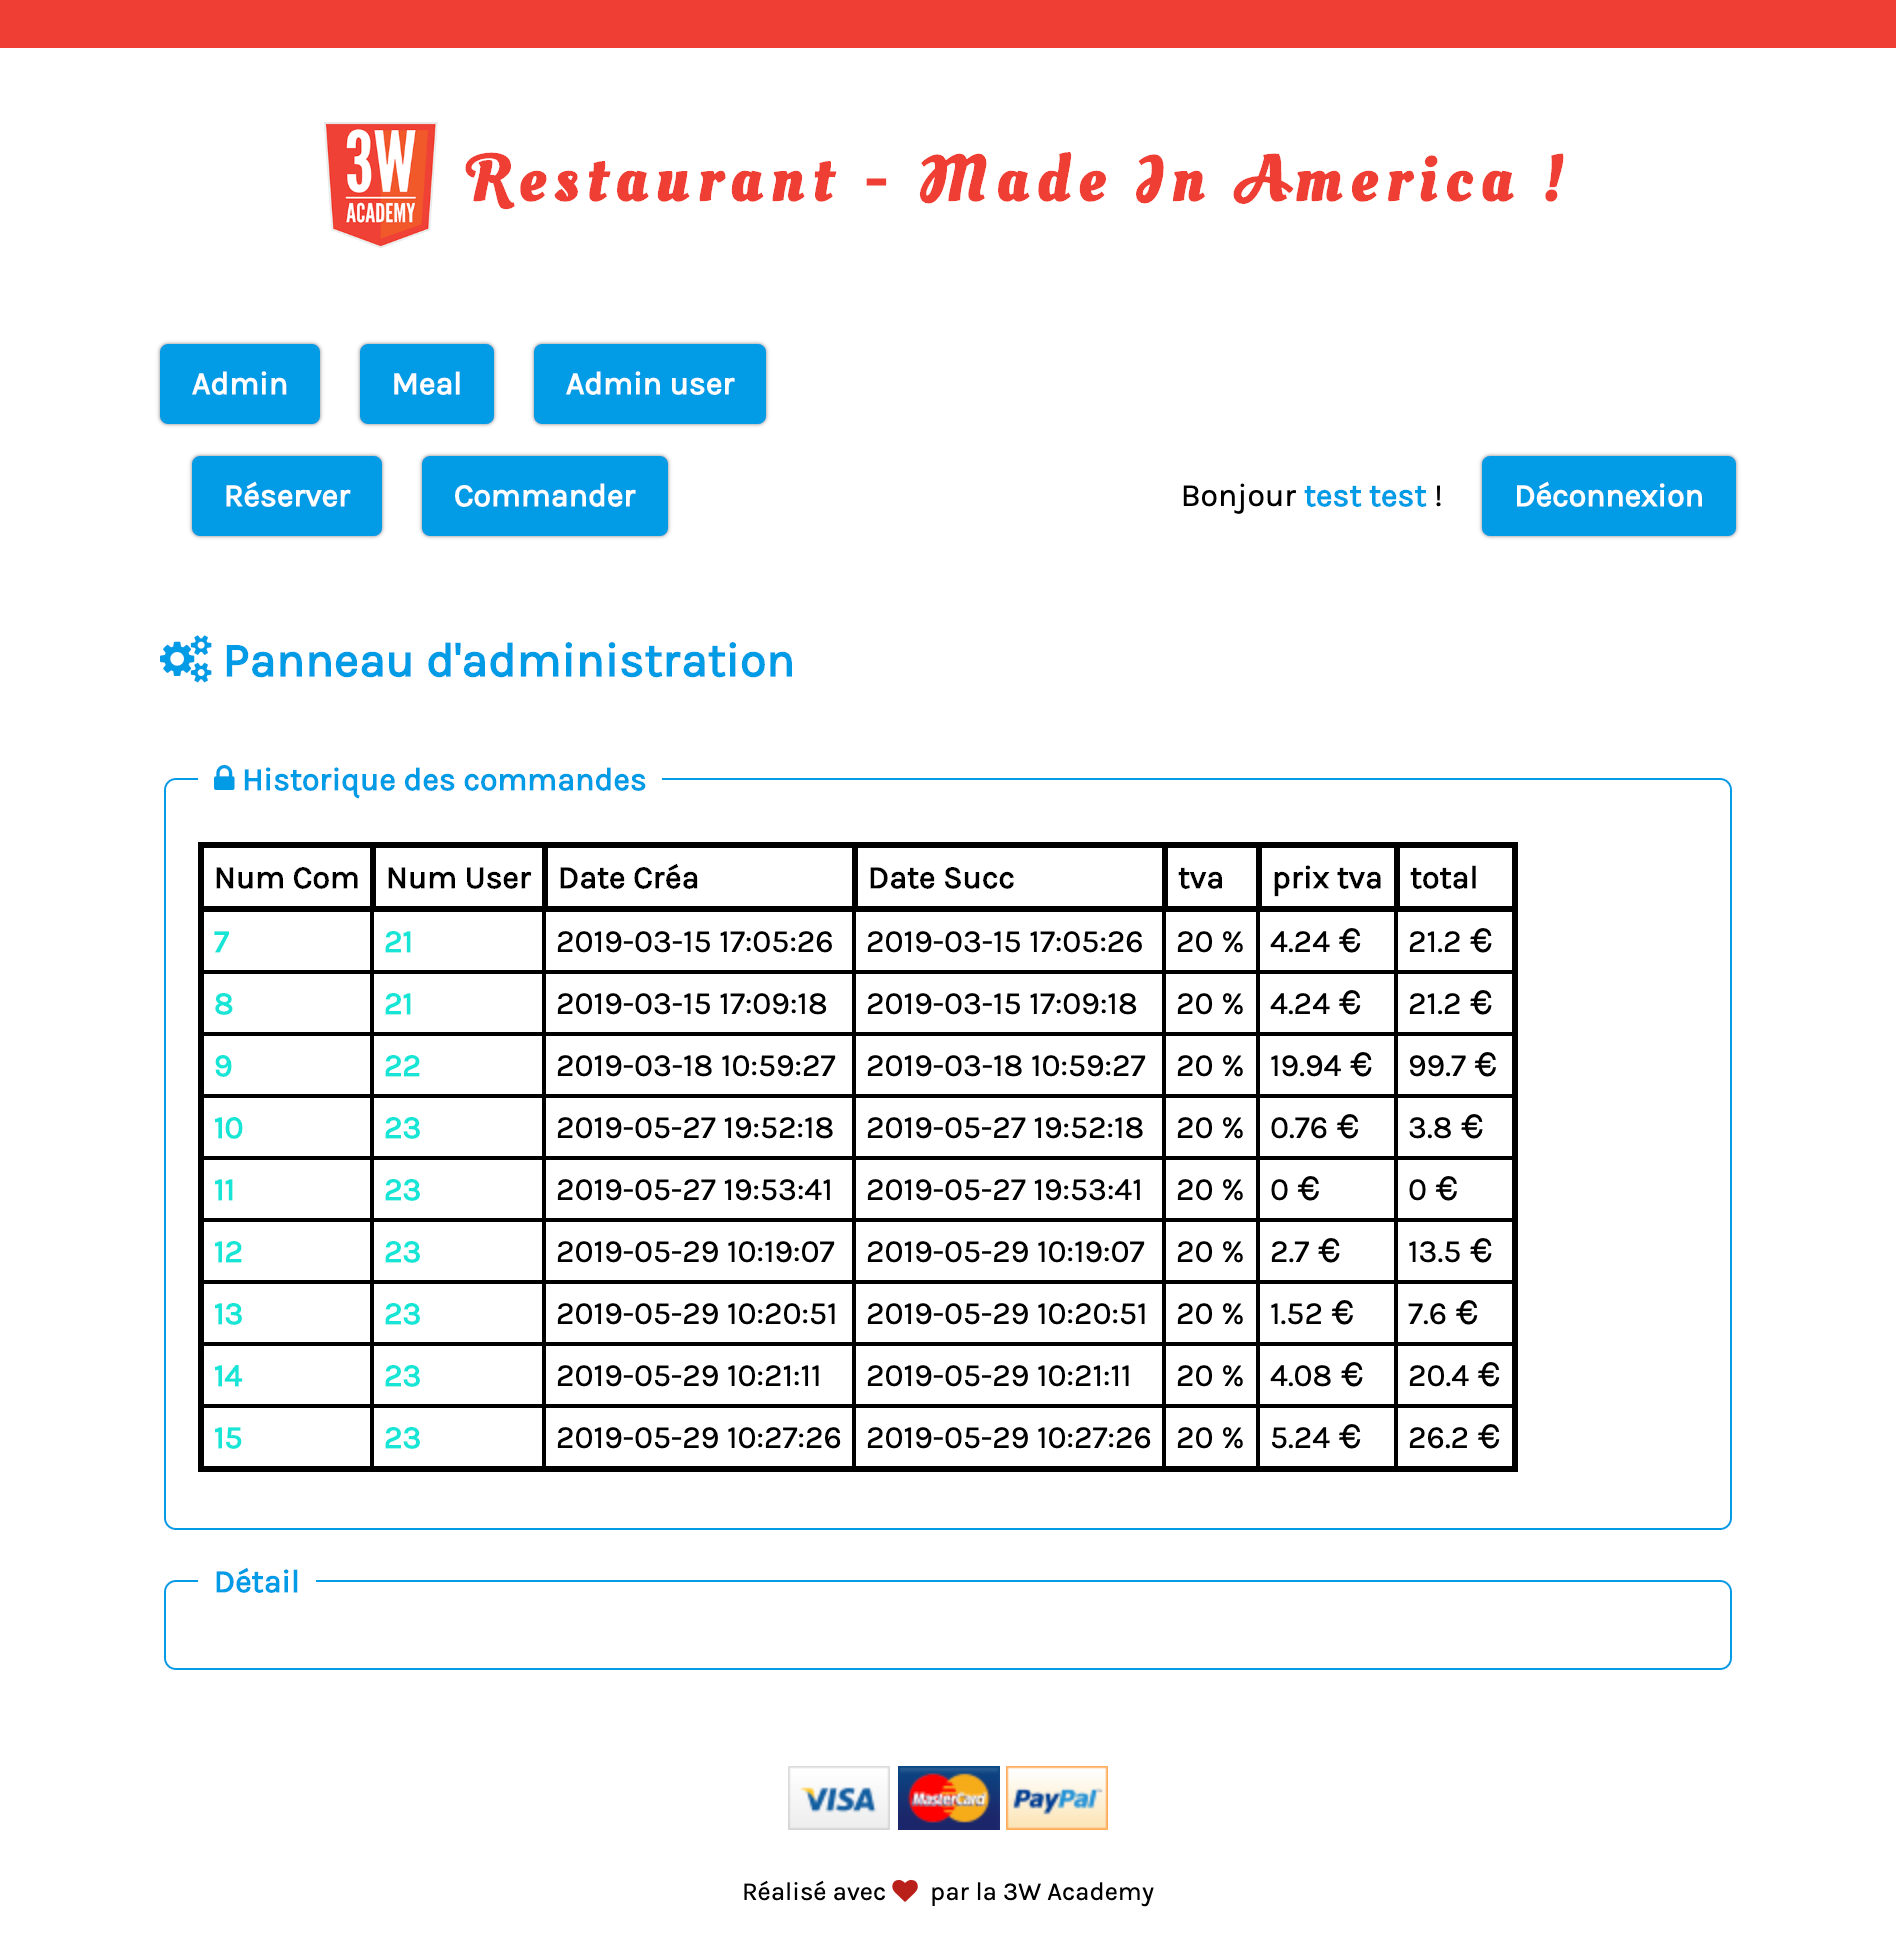 3W
ACADEMY
Restaurant - Made In America !
Admin Meal Admin user
Réserver Commander Bonjour test test ! Déconnexion
Panneau d'administration
Historique des commandes
Num Com Num User Date Créa Date Succ tva prix tva total
7 21 2019-03-15 17:05:26 2019-03-15 17:05:26 20 % 4.24 € 21.2 €
8 21 2019-03-15 17:09:18 2019-03-15 17:09:18 20 % 4.24 € 21.2 €
9 22 2019-03-18 10:59:27 2019-03-18 10:59:27 20 % 19.94 € 99.7 €
10 23 2019-05-27 19:52:18 2019-05-27 19:52:18 20 % 0.76 € 3.8 €
11 23 2019-05-27 19:53:41 2019-05-27 19:53:41 20 % 0 € 0 €
12 23 2019-05-29 10:19:07 2019-05-29 10:19:07 20 % 2.7 € 13.5 €
13 23 2019-05-29 10:20:51 2019-05-29 10:20:51 20 % 1.52 € 7.6 €
14 23 2019-05-29 10:21:11 2019-05-29 10:21:11 20 % 4.08 € 20.4 €
15 23 2019-05-29 10:27:26 2019-05-29 10:27:26 20 % 5.24 € 26.2 €
Détail
VISA MasterCard PayPal
Réalisé avec par la 3W Academy